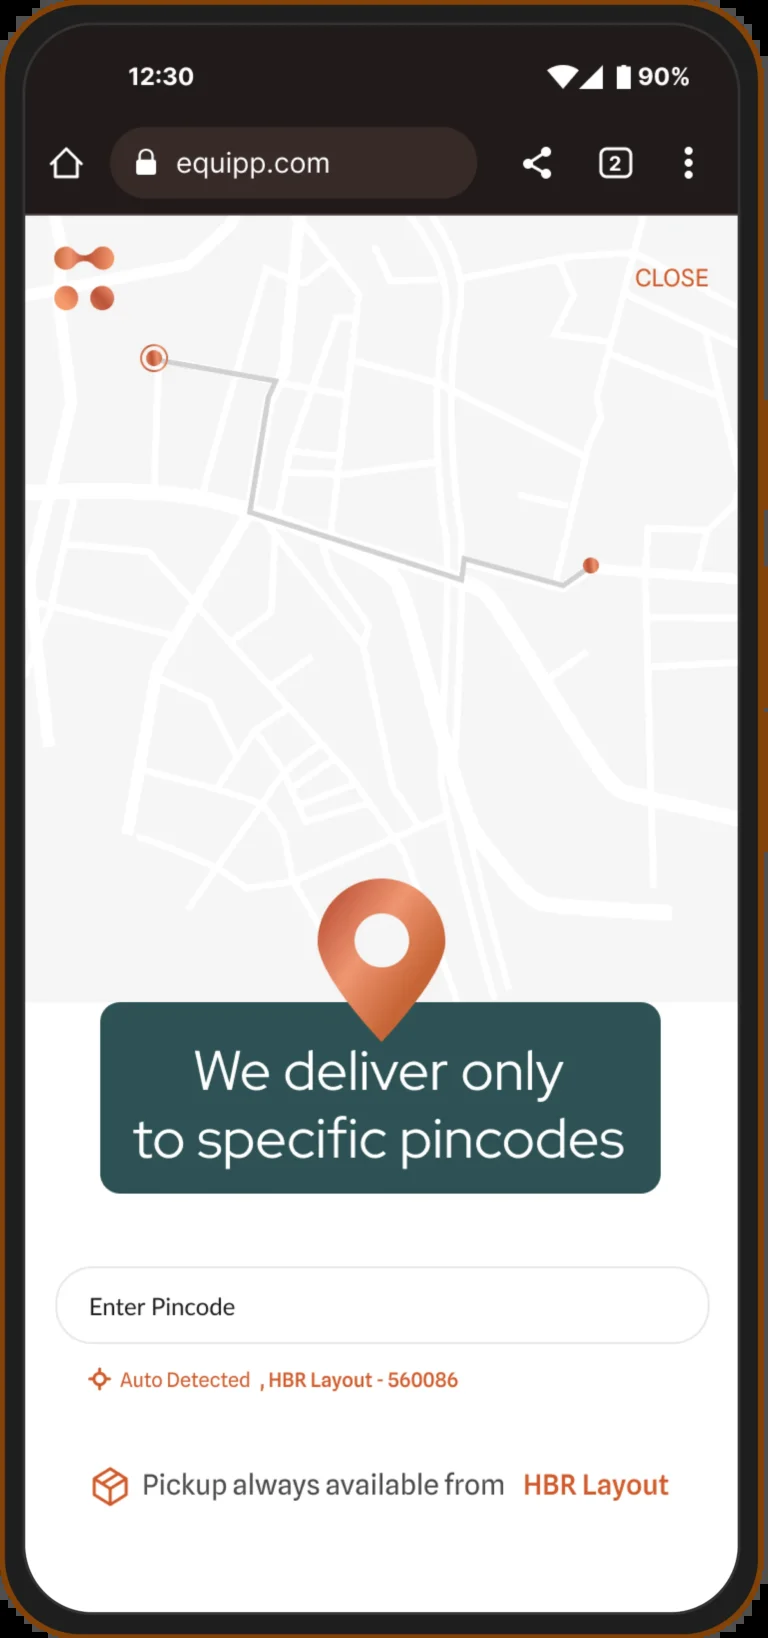 12:30
90%
equipp.com
2
CLOSE
We deliver only
to specific pincodes
Enter Pincode
Auto Detected , HBR Layout - 560086
Pickup always available from HBR Layout